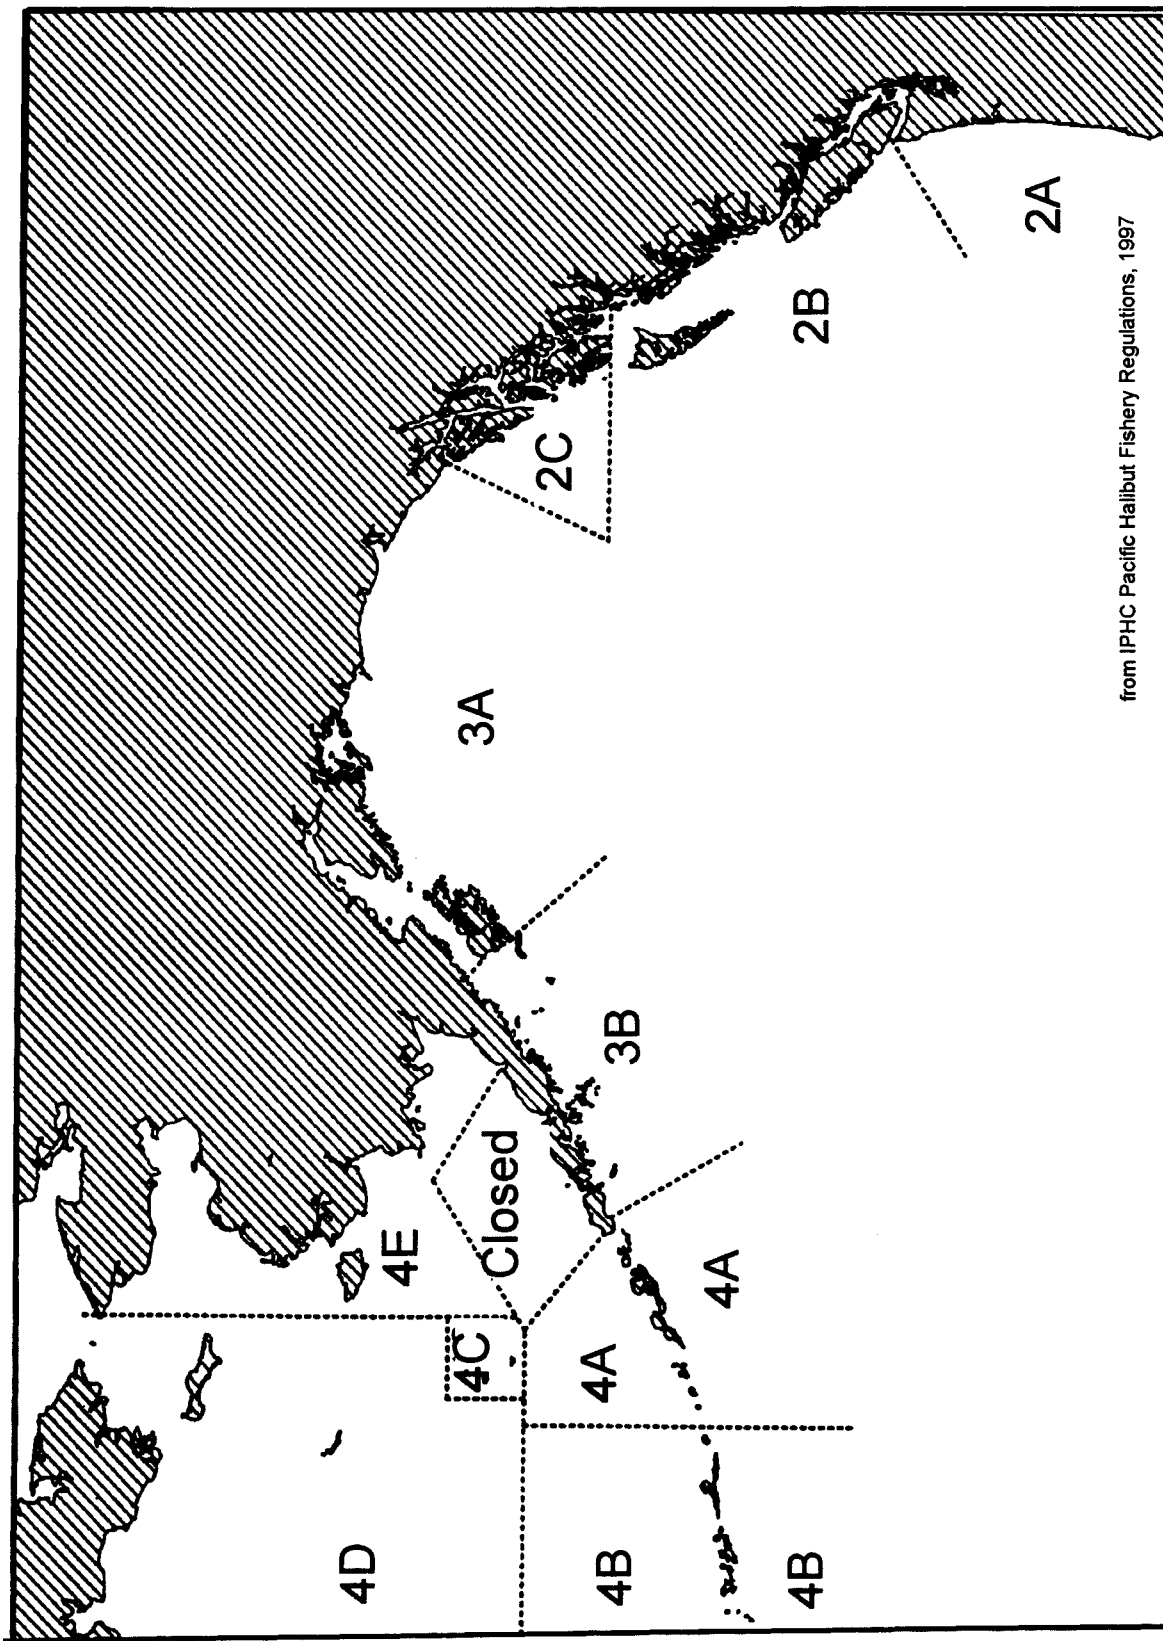 4D
4C
4E
Closed
3A
2C
4B
4A
3B
2B
4B
4A
2A
from IPHC Pacific Halibut Fishery Regulations, 1997